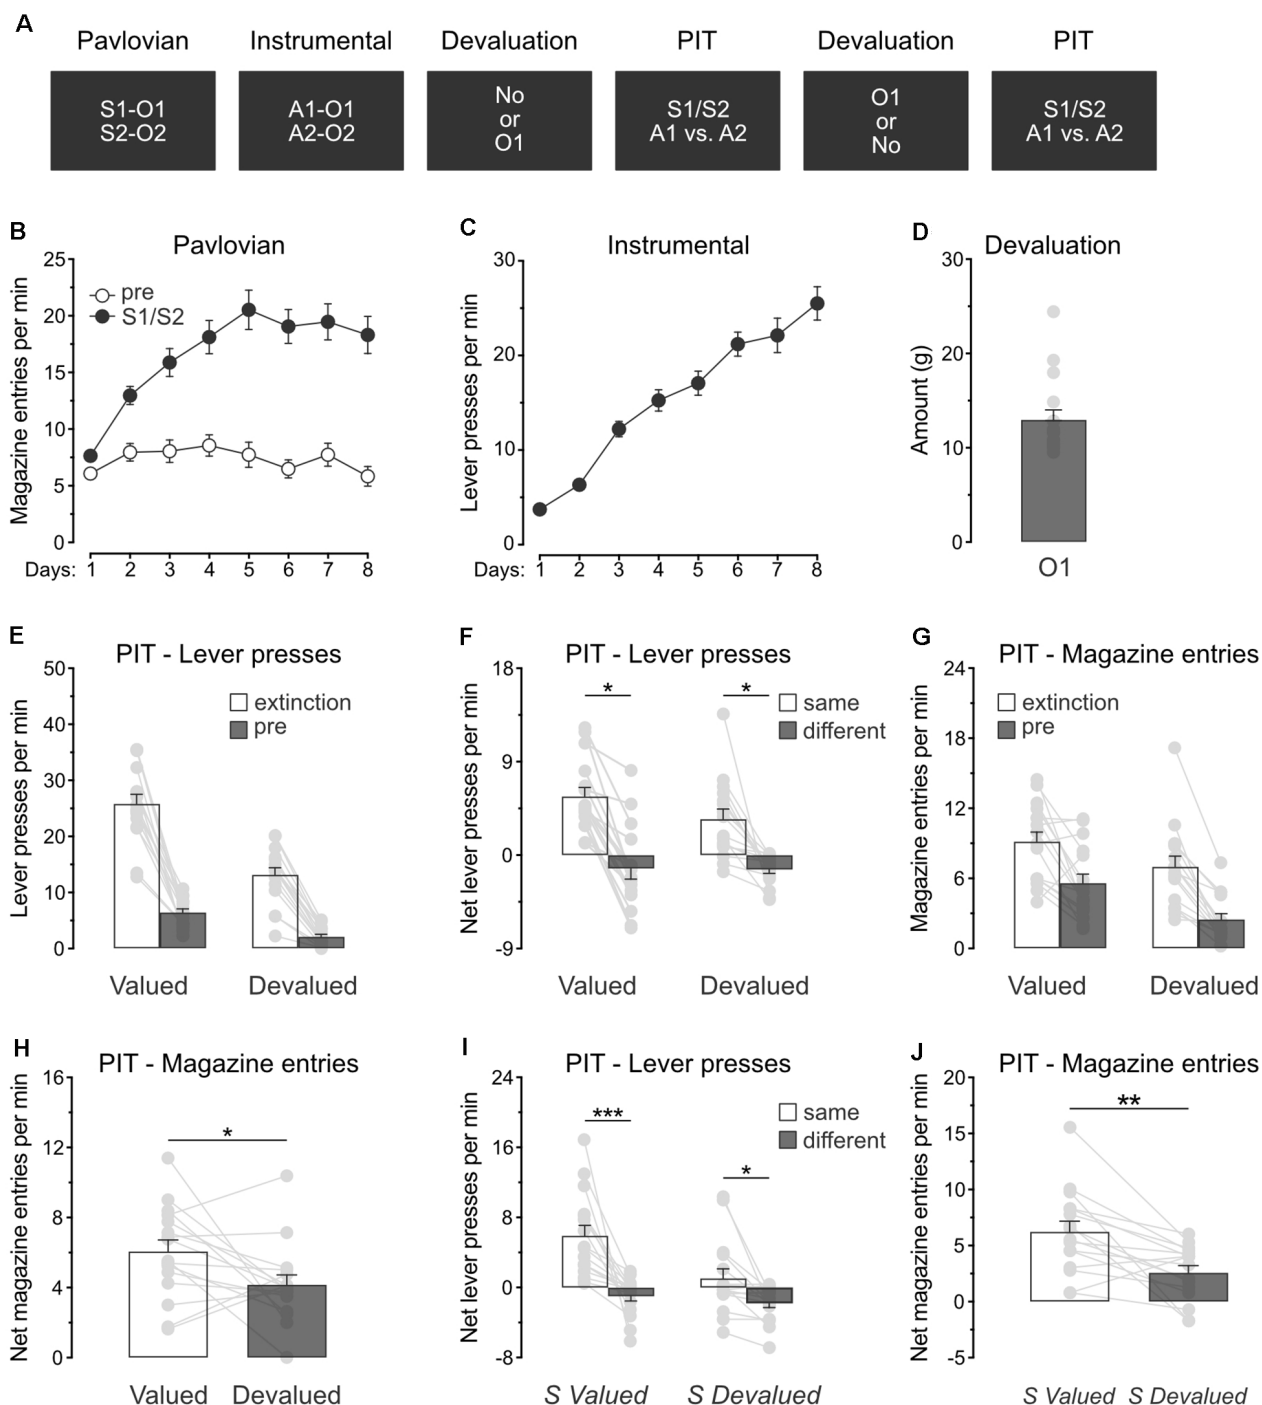 A
Pavlovian
Instrumental
Devaluation
PIT
Devaluation
PIT
S1-O1
S2-O2
A1-O1
A2-O2
No
or
O1
S1/S2
A1 vs. A2
O1
or
No
S1/S2
A1 vs. A2
B
Pavlovian
Magazine entries per min
25
20
15
10
5
0
pre
S1/S2
Days: 1 2 3 4 5 6 7 8
C
Instrumental
Lever presses per min
30
20
10
0
Days: 1 2 3 4 5 6 7 8
D
Devaluation
Amount (g)
30
20
10
0
O1
E
PIT - Lever presses
Lever presses per min
50
40
30
20
10
0
extinction
pre
Valued Devalued
F
PIT - Lever presses
Net lever presses per min
18
9
0
-9
* *
same
different
Valued Devalued
G
PIT - Magazine entries
Magazine entries per min
24
18
12
6
0
extinction
pre
Valued Devalued
H
PIT - Magazine entries
Net magazine entries per min
16
12
8
4
0
*
Valued Devalued
I
PIT - Lever presses
Net lever presses per min
24
16
8
0
-8
***
*
same
different
S Valued S Devalued
J
PIT - Magazine entries
Net magazine entries per min
20
15
10
5
0
-5
**
S Valued S Devalued